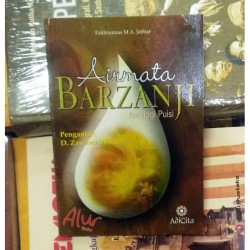 Fakhrunnas M.A. Jabbar
Airmata
BARZANJI
Antologi Puisi
Pengantar
D. Zawawi Imron
Alur
AdiCita